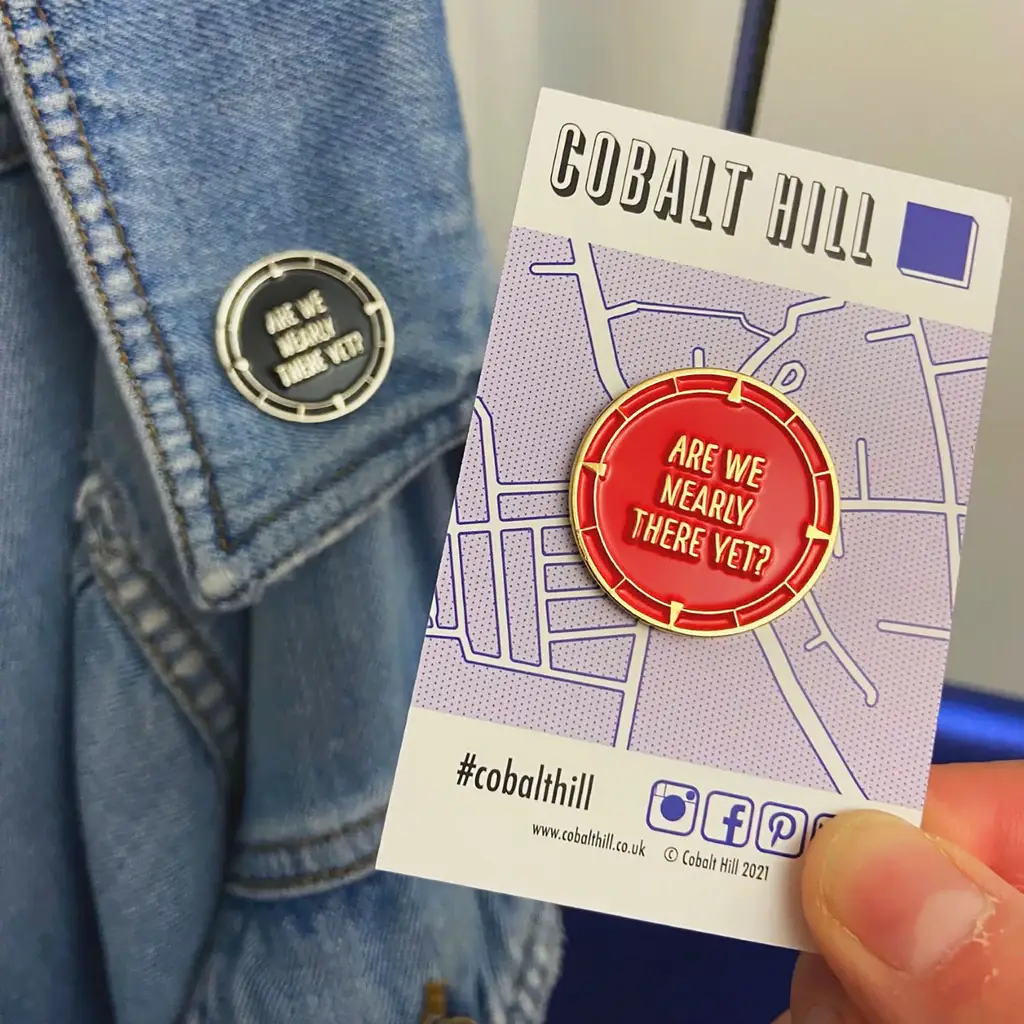 ARE WE
NEARLY
THERE YET?
COBALT HILL
ARE WE
NEARLY
THERE YET?
#cobalthill
www.cobalthill.co.uk
© Cobalt Hill 2021